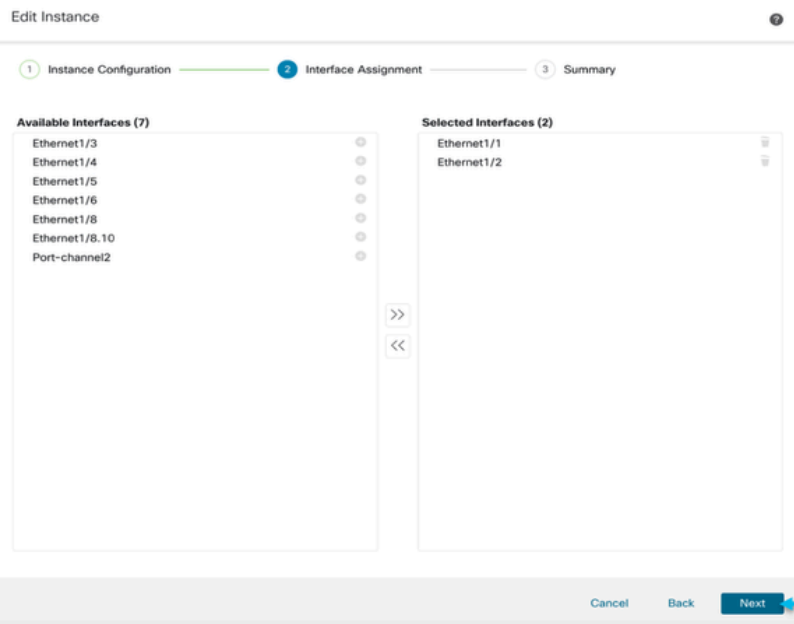 Edit Instance
?
1 Instance Configuration 2 Interface Assignment 3 Summary
Available Interfaces (7)
Ethernet1/3
Ethernet1/4
Ethernet1/5
Ethernet1/6
Ethernet1/8
Ethernet1/8.10
Port-channel2
Selected Interfaces (2)
Ethernet1/1
Ethernet1/2
>>
<<
Cancel Back Next